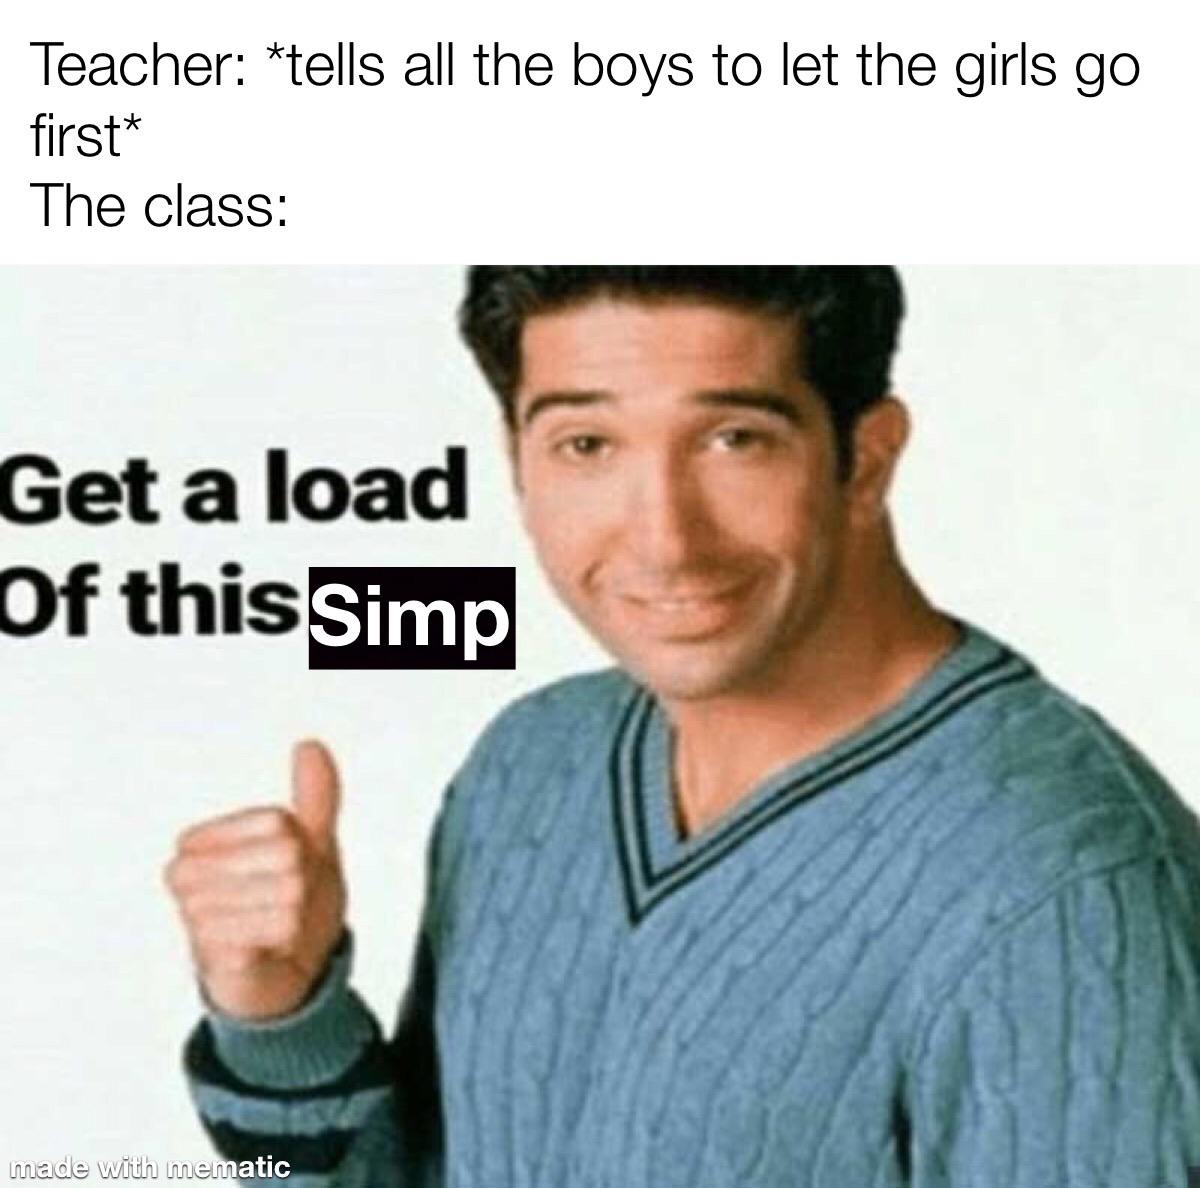 Teacher: *tells all the boys to let the girls go
first*
The class:
Get a load
Of this Simp
made with mematic